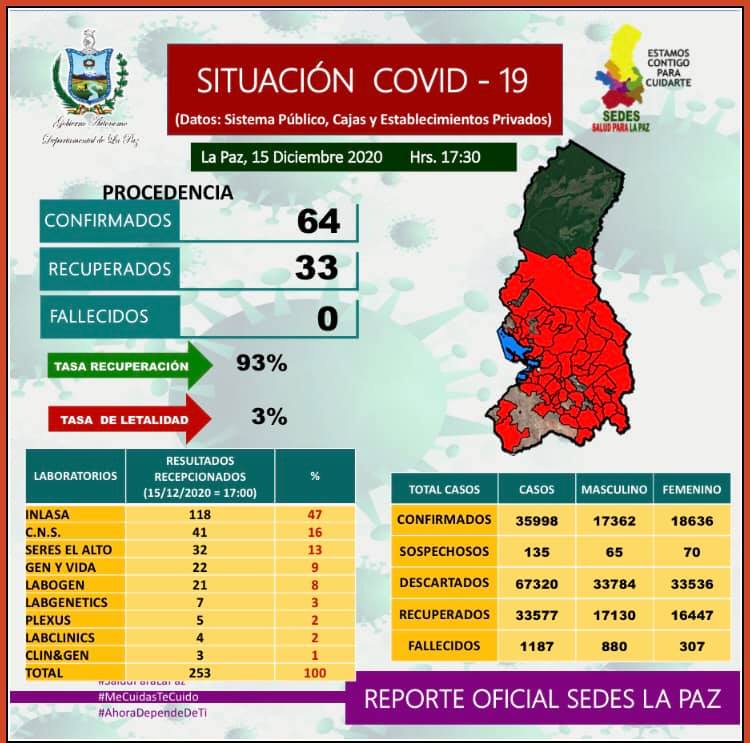 Gobierno Autónomo
Departamental de La Paz
SITUACIÓN COVID - 19
(Datos: Sistema Público, Cajas y Establecimientos Privados)
ESTAMOS
CONTIGO
PARA
CUIDARTE
SEDES
SALUD PARA LA PAZ
La Paz, 15 Diciembre 2020 Hrs. 17:30
PROCEDENCIA
CONFIRMADOS 64
RECUPERADOS 33
FALLECIDOS 0
TASA RECUPERACIÓN 93%
TASA DE LETALIDAD 3%
LABORATORIOS RESULTADOS RECEPCIONADOS (15/12/2020 = 17:00) %
INLASA 118 47
C.N.S. 41 16
SERES EL ALTO 32 13
GEN Y VIDA 22 9
LABOGEN 21 8
LABGENETICS 7 3
PLEXUS 5 2
LABCLINICS 4 2
CLIN&GEN 3 1
TOTAL 253 100
TOTAL CASOS CASOS MASCULINO FEMENINO
CONFIRMADOS 35998 17362 18636
SOSPECHOSOS 135 65 70
DESCARTADOS 67320 33784 33536
RECUPERADOS 33577 17130 16447
FALLECIDOS 1187 880 307
#SaludParaLaPaz
#MeCuidasTeCuido
#AhoraDependeDeTi
REPORTE OFICIAL SEDES LA PAZ